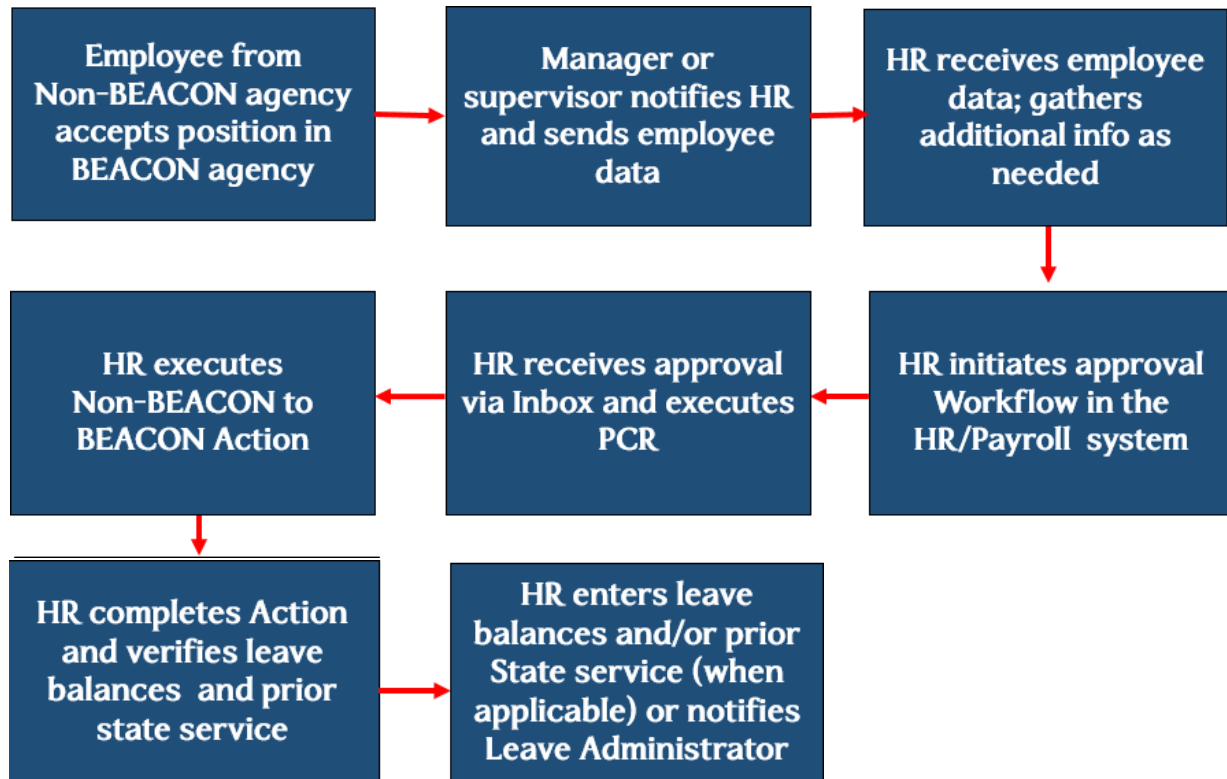 Employee from
Non-BEACON agency
accepts position in
BEACON agency
Manager or
supervisor notifies HR
and sends employee
data
HR receives employee
data; gathers
additional info as
needed
HR initiates approval
Workflow in the
HR/Payroll  system
HR receives approval
via Inbox and executes
PCR
HR executes
Non-BEACON to
BEACON Action
HR completes Action
and verifies leave
balances  and prior
state service
HR enters leave
balances and/or prior
State service (when
applicable) or notifies
Leave Administrator